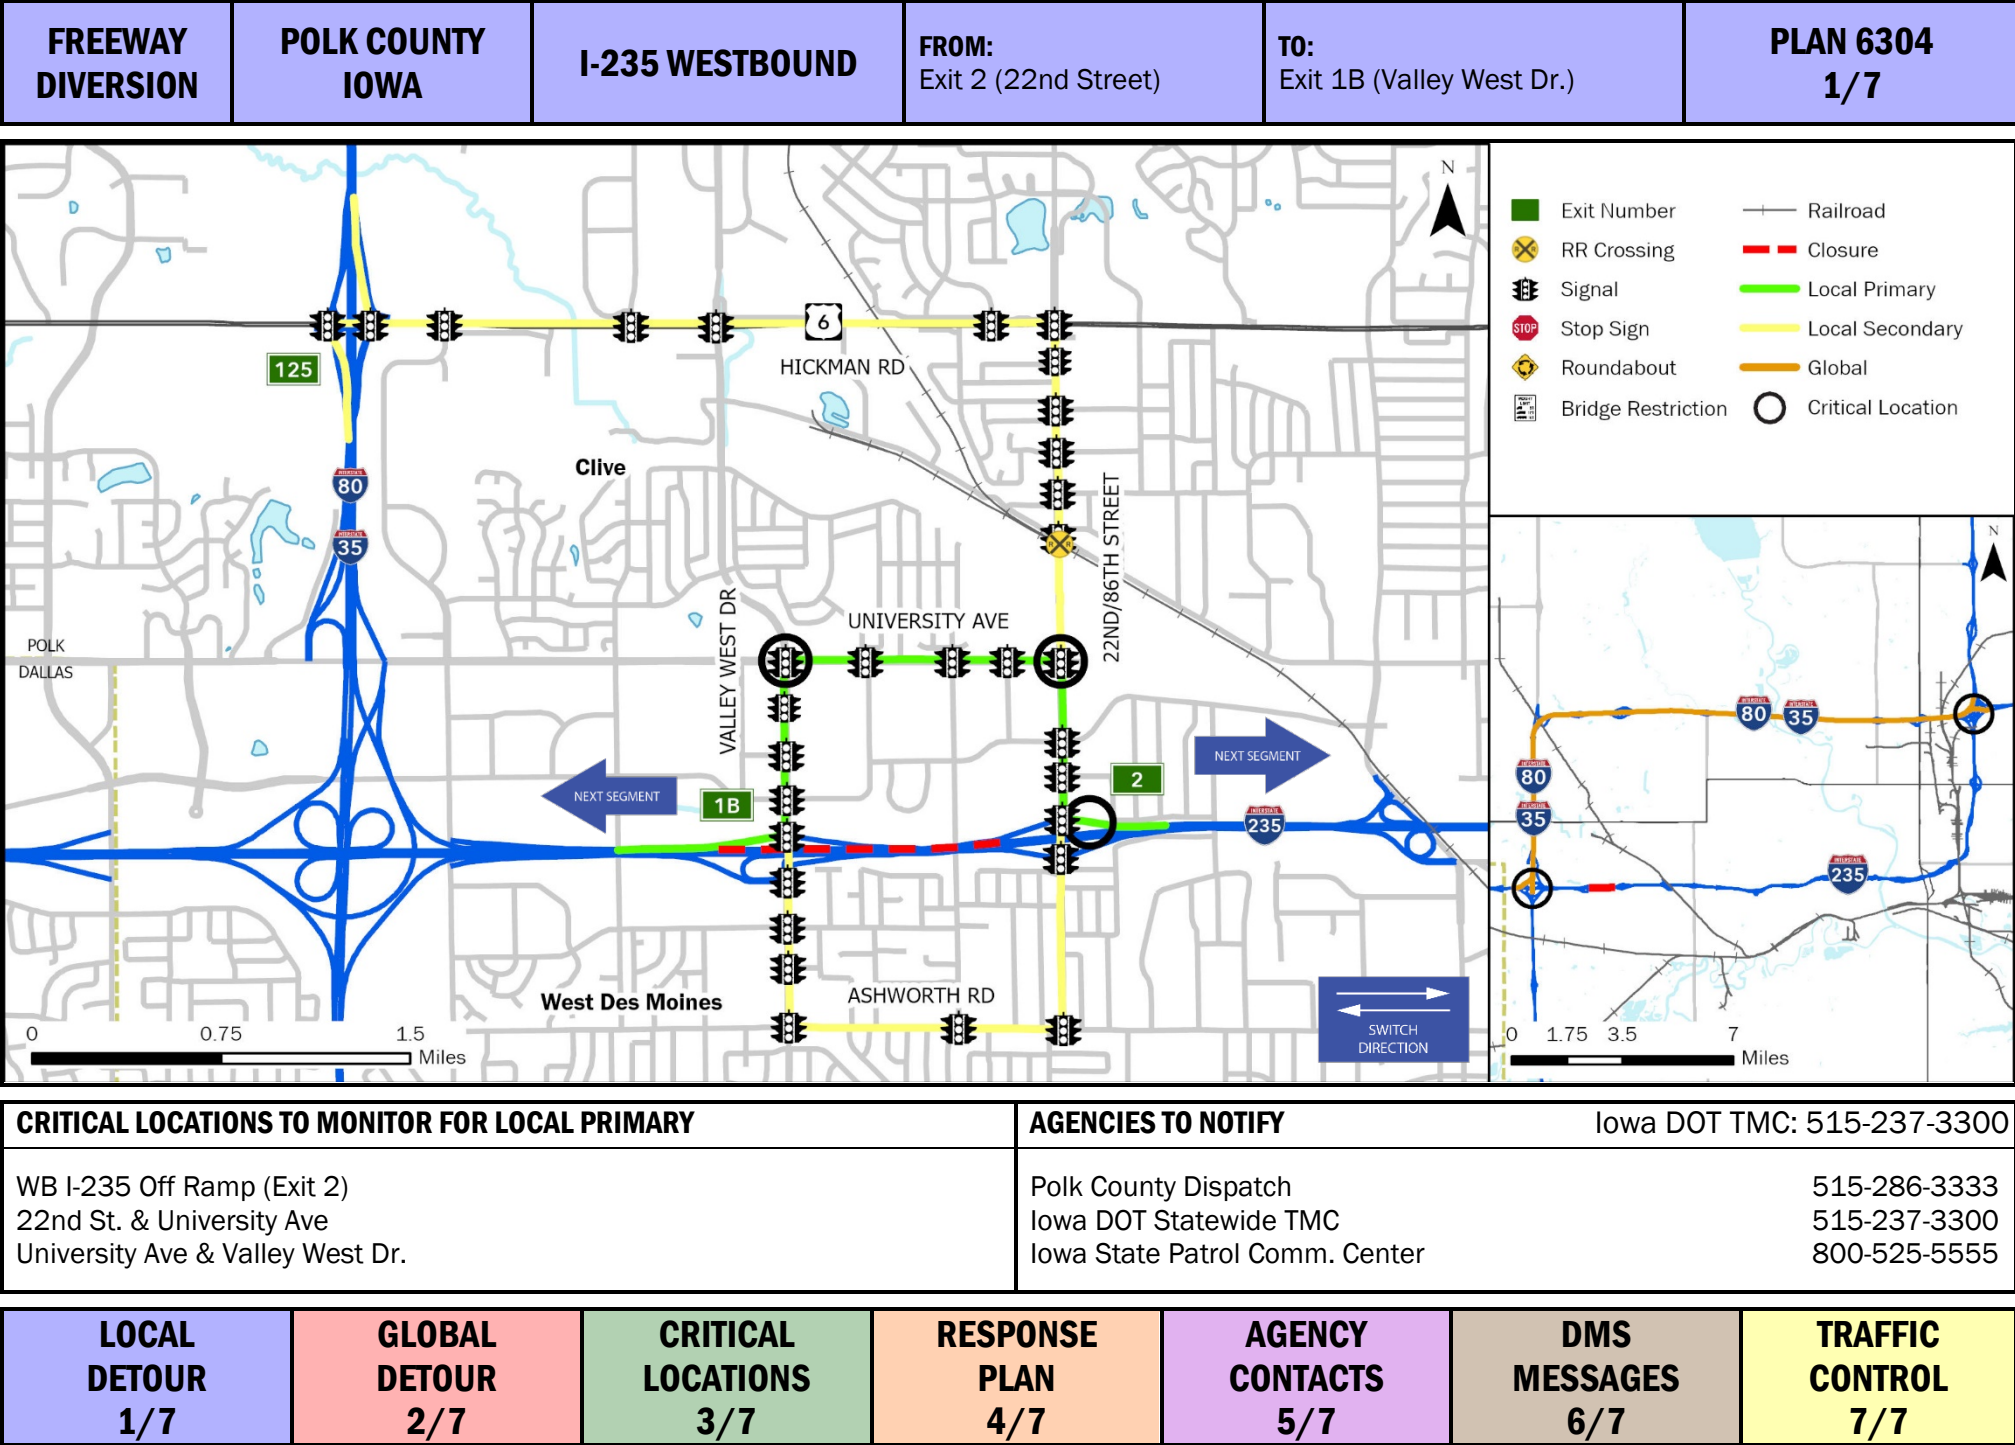 FREEWAY
DIVERSION
POLK COUNTY
IOWA
I-235 WESTBOUND
FROM:
Exit 2 (22nd Street)
TO:
Exit 1B (Valley West Dr.)
PLAN 6304
1/7
N
6
HICKMAN RD
125
Clive
80
35
22ND/86TH STREET
UNIVERSITY AVE
VALLEY WEST DR
POLK
DALLAS
NEXT SEGMENT
NEXT SEGMENT
1B
2
235
West Des Moines
ASHWORTH RD
SWITCH
DIRECTION
0 0.75 1.5
Miles
Exit Number
RR Crossing
Signal
STOP
Stop Sign
Roundabout
Bridge Restriction
Railroad
Closure
Local Primary
Local Secondary
Global
Critical Location
N
80
35
80
35
235
0 1.75 3.5 7
Miles
CRITICAL LOCATIONS TO MONITOR FOR LOCAL PRIMARY
WB I-235 Off Ramp (Exit 2)
22nd St. & University Ave
University Ave & Valley West Dr.
AGENCIES TO NOTIFY Iowa DOT TMC: 515-237-3300
Polk County Dispatch 515-286-3333
Iowa DOT Statewide TMC 515-237-3300
Iowa State Patrol Comm. Center 800-525-5555
LOCAL
DETOUR
1/7
GLOBAL
DETOUR
2/7
CRITICAL
LOCATIONS
3/7
RESPONSE
PLAN
4/7
AGENCY
CONTACTS
5/7
DMS
MESSAGES
6/7
TRAFFIC
CONTROL
7/7